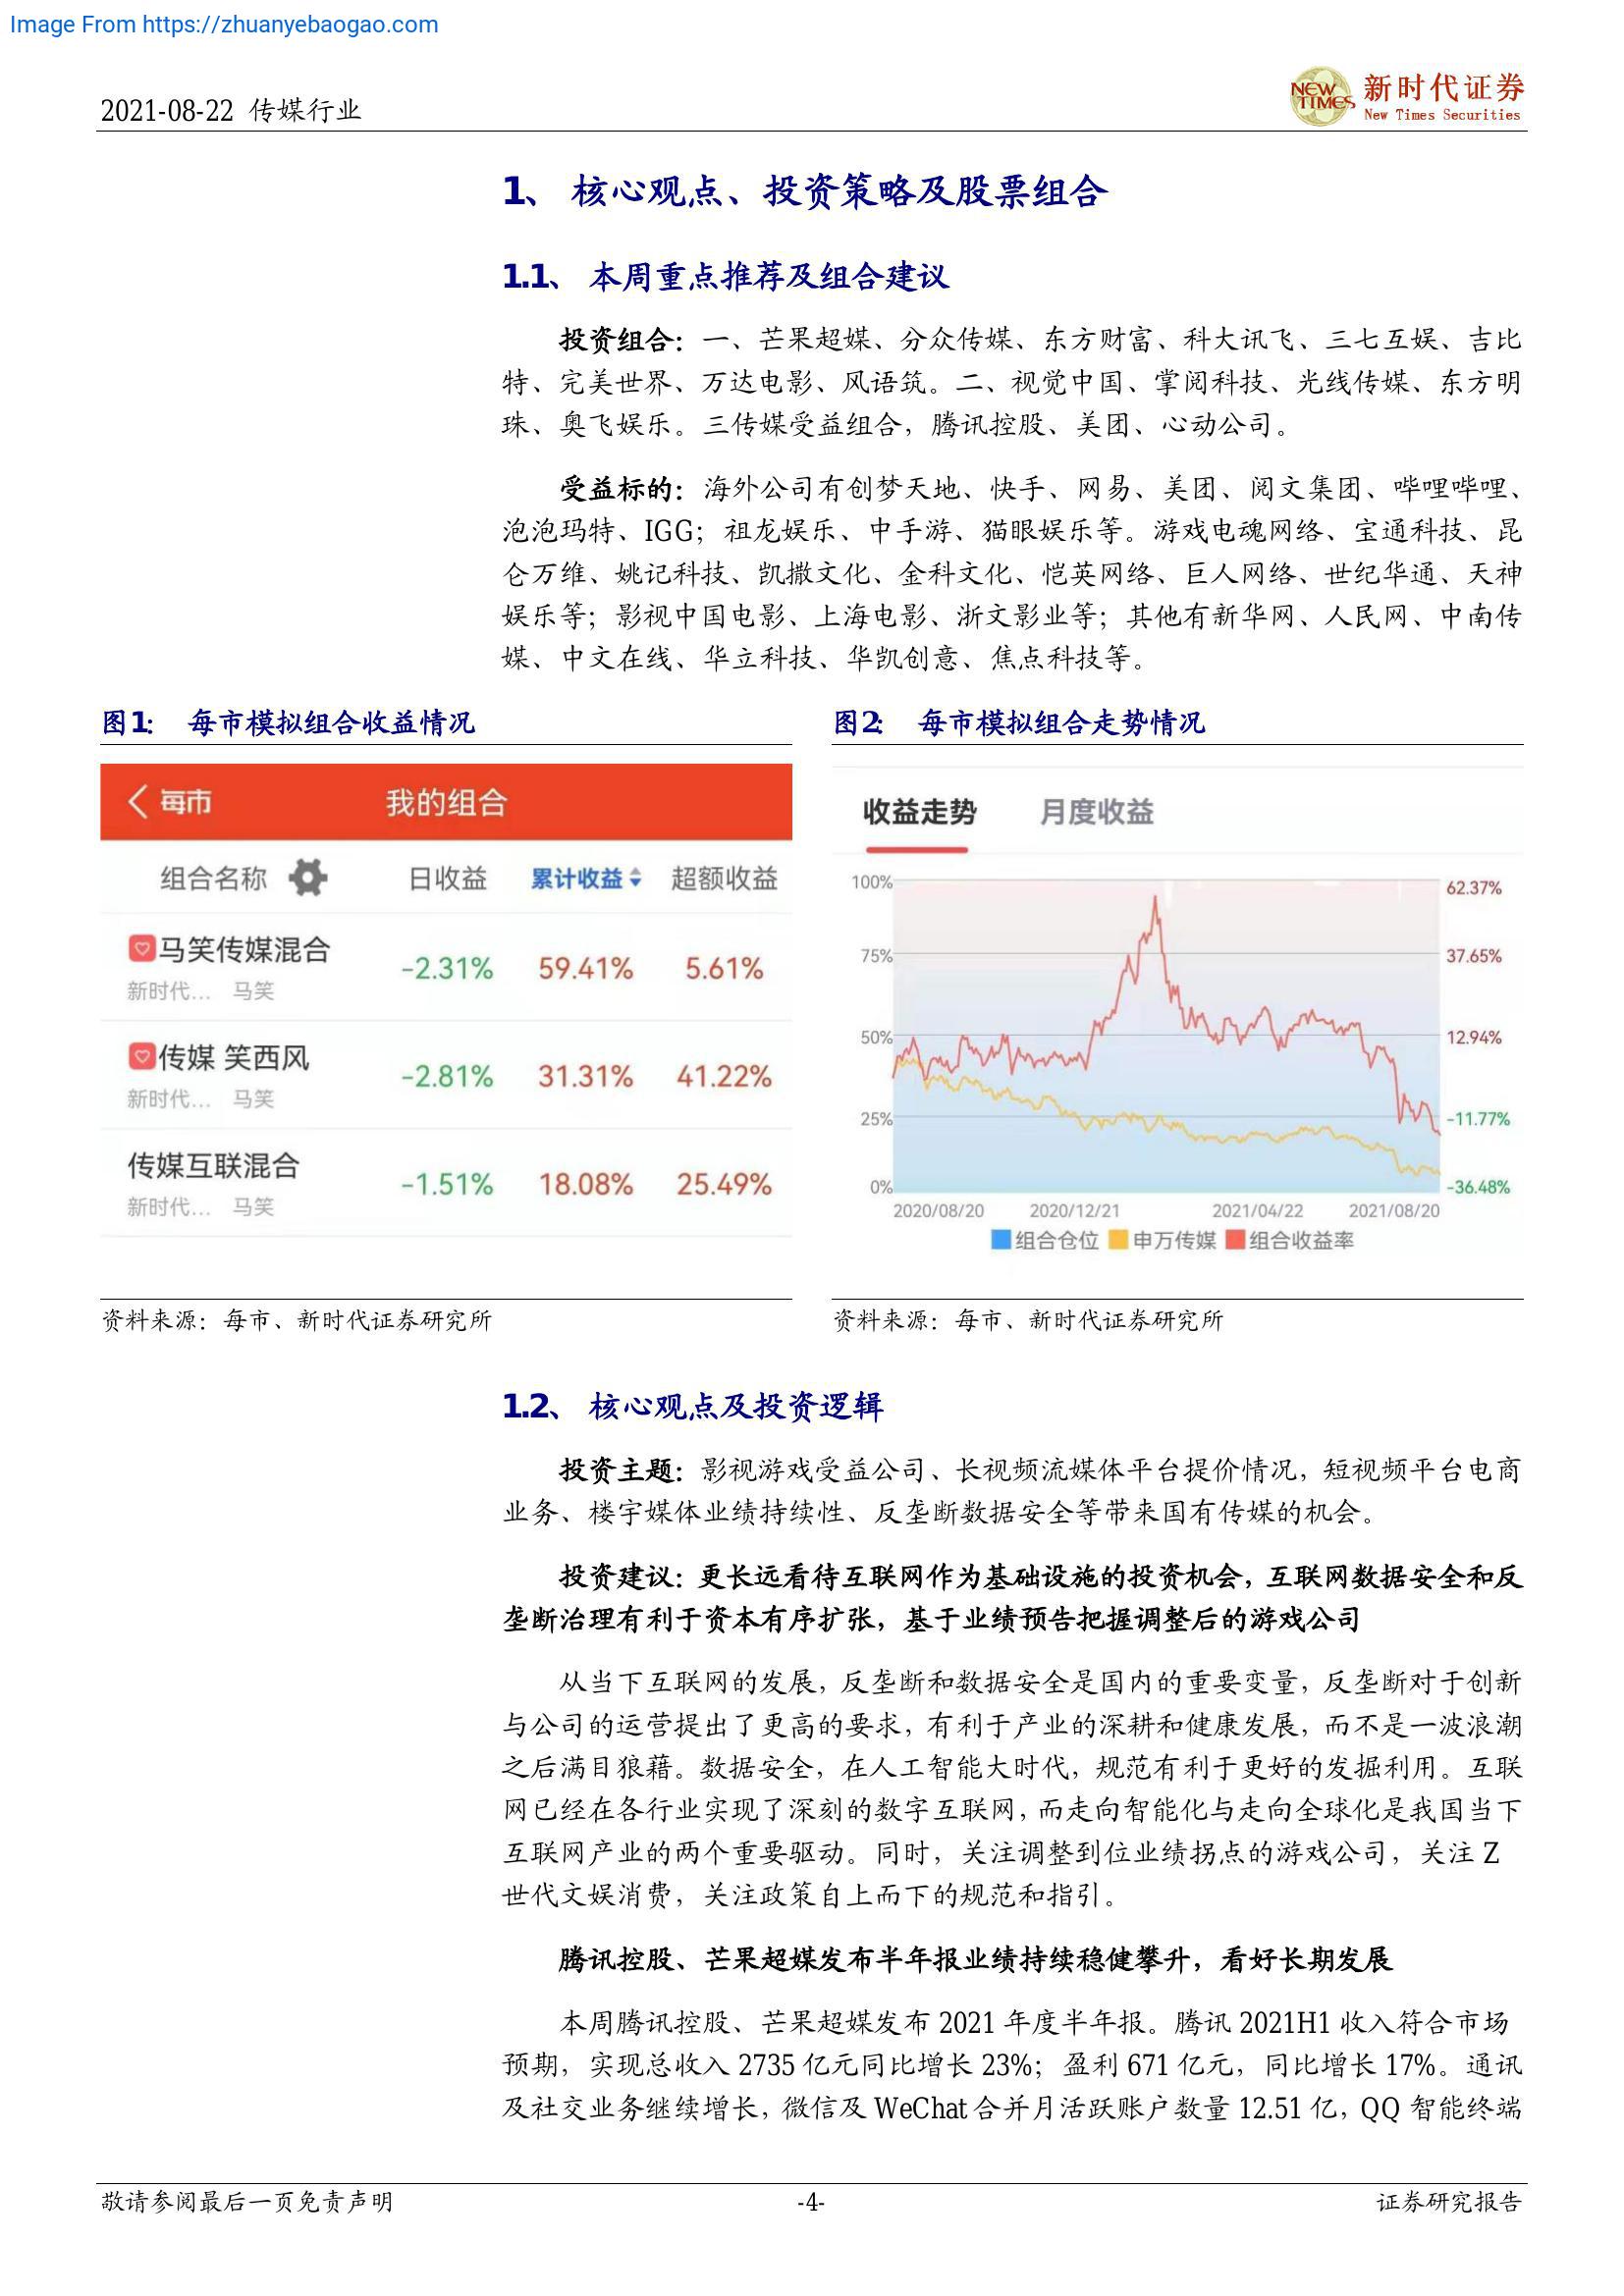 Image From https://zhuanyebaogao.com
2021-08-22 传媒行业
NEW TIMES
新时代证券
New Times Securities
1、 核心观点、投资策略及股票组合
1.1、 本周重点推荐及组合建议
投资组合：一、芒果超媒、分众传媒、东方财富、科大讯飞、三七互娱、吉比
特、完美世界、万达电影、风语筑。二、视觉中国、掌阅科技、光线传媒、东方明
珠、奥飞娱乐。三传媒受益组合，腾讯控股、美团、心动公司。
受益标的：海外公司有创梦天地、快手、网易、美团、阅文集团、哔哩哔哩、
泡泡玛特、IGG；祖龙娱乐、中手游、猫眼娱乐等。游戏电魂网络、宝通科技、昆
仑万维、姚记科技、凯撒文化、金科文化、恺英网络、巨人网络、世纪华通、天神
娱乐等；影视中国电影、上海电影、浙文影业等；其他有新华网、人民网、中南传
媒、中文在线、华立科技、华凯创意、焦点科技等。
图1： 每市模拟组合收益情况
每市 我的组合
组合名称 日收益 累计收益 超额收益
马笑传媒混合
-2.31% 59.41% 5.61%
新时代... 马笑
传媒 笑西风
-2.81% 31.31% 41.22%
新时代... 马笑
传媒互联混合
-1.51% 18.08% 25.49%
新时代... 马笑
资料来源：每市、新时代证券研究所
图2： 每市模拟组合走势情况
收益走势 月度收益
100% 62.37%
75% 37.65%
50% 12.94%
25% -11.77%
0% -36.48%
2020/08/20 2020/12/21 2021/04/22 2021/08/20
组合仓位 申万传媒 组合收益率
资料来源：每市、新时代证券研究所
1.2、 核心观点及投资逻辑
投资主题：影视游戏受益公司、长视频流媒体平台提价情况，短视频平台电商
业务、楼宇媒体业绩持续性、反垄断数据安全等带来国有传媒的机会。
投资建议：更长远看待互联网作为基础设施的投资机会，互联网数据安全和反
垄断治理有利于资本有序扩张，基于业绩预告把握调整后的游戏公司
从当下互联网的发展，反垄断和数据安全是国内的重要变量，反垄断对于创新
与公司的运营提出了更高的要求，有利于产业的深耕和健康发展，而不是一波浪潮
之后满目狼藉。数据安全，在人工智能大时代，规范有利于更好的发掘利用。互联
网已经在各行业实现了深刻的数字互联网，而走向智能化与走向全球化是我国当下
互联网产业的两个重要驱动。同时，关注调整到位业绩拐点的游戏公司，关注 Z
世代文娱消费，关注政策自上而下的规范和指引。
腾讯控股、芒果超媒发布半年报业绩持续稳健攀升，看好长期发展
本周腾讯控股、芒果超媒发布 2021 年度半年报。腾讯 2021H1 收入符合市场
预期，实现总收入 2735 亿元同比增长 23%；盈利 671 亿元，同比增长 17%。通讯
及社交业务继续增长，微信及 WeChat 合并月活跃账户数量 12.51 亿，QQ 智能终端
敬请参阅最后一页免责声明 -4- 证券研究报告